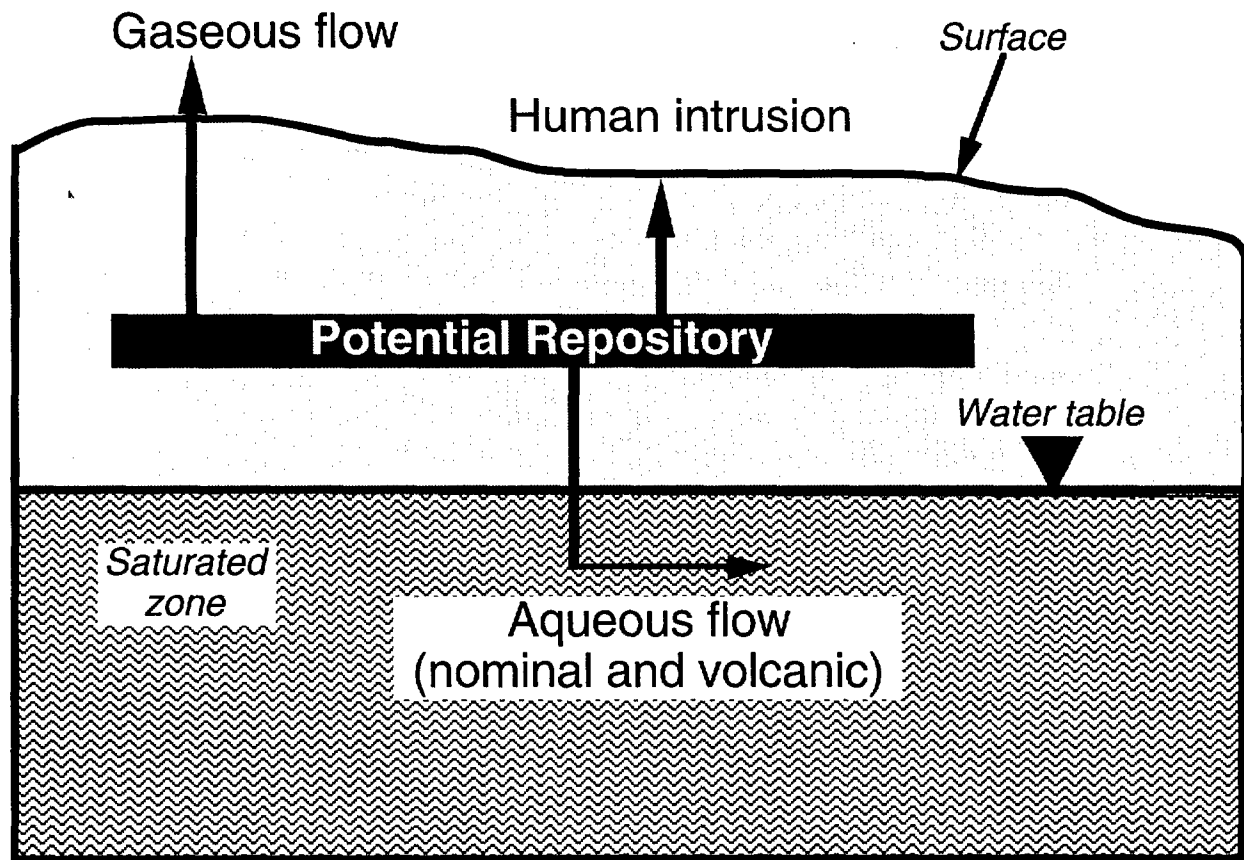 Gaseous flow
Surface
Human intrusion
Potential Repository
Water table
Saturated
zone
Aqueous flow
(nominal and volcanic)